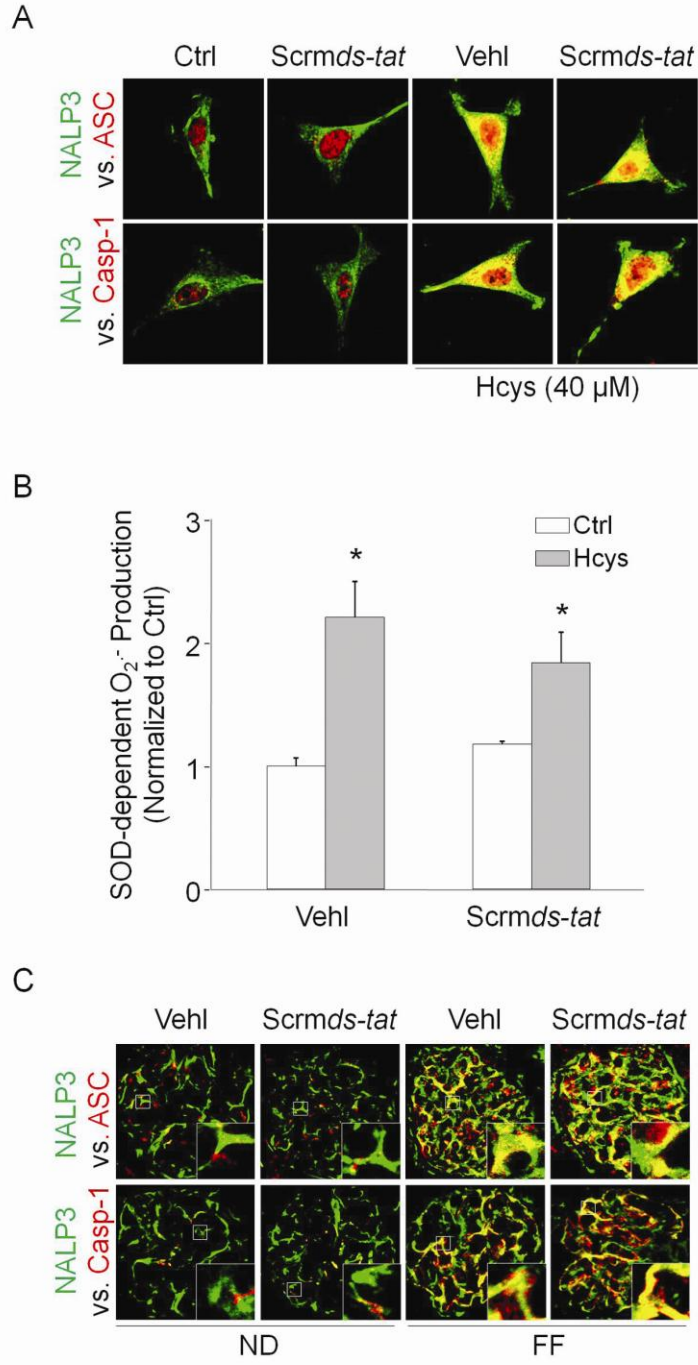 A
Ctrl Scrmds-tat Vehl Scrmds-tat
NALP3
vs. ASC
NALP3
vs. Casp-1
Hcys (40 µM)
B
SOD-dependent O₂·⁻ Production
(Normalized to Ctrl)
3
2
1
0
Ctrl
Hcys
*
*
Vehl Scrmds-tat
C
Vehl Scrmds-tat Vehl Scrmds-tat
NALP3
vs. ASC
NALP3
vs. Casp-1
ND FF